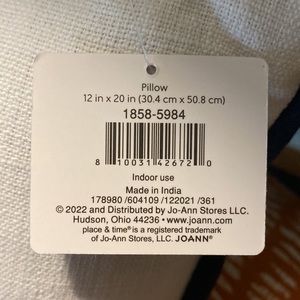 Pillow
12 in x 20 in (30.4 cm x 50.8 cm)
1858-5984
8 10031 42672 0
Indoor use
Made in India
178980 /604109 /122021 /361
© 2022 and Distributed by Jo-Ann Stores LLC.
Hudson, Ohio 44236 • www.joann.com
place & time® is a registered trademark
of Jo-Ann Stores, LLC. JOANN®